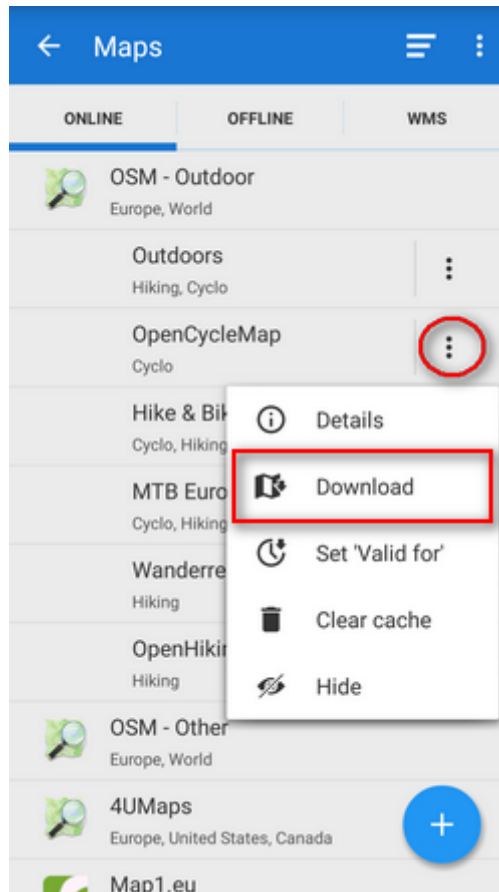 Maps
ONLINE OFFLINE WMS
OSM - Outdoor
Europe, World
Outdoors
Hiking, Cyclo
OpenCycleMap
Cyclo
Hike & Bik
Cyclo, Hiking
Details
Download
MTB Euro
Cyclo, Hiking
Set 'Valid for'
Wanderre
Hiking
Clear cache
OpenHikin
Hiking
Hide
OSM - Other
Europe, World
4UMaps
Europe, United States, Canada
Map1.eu